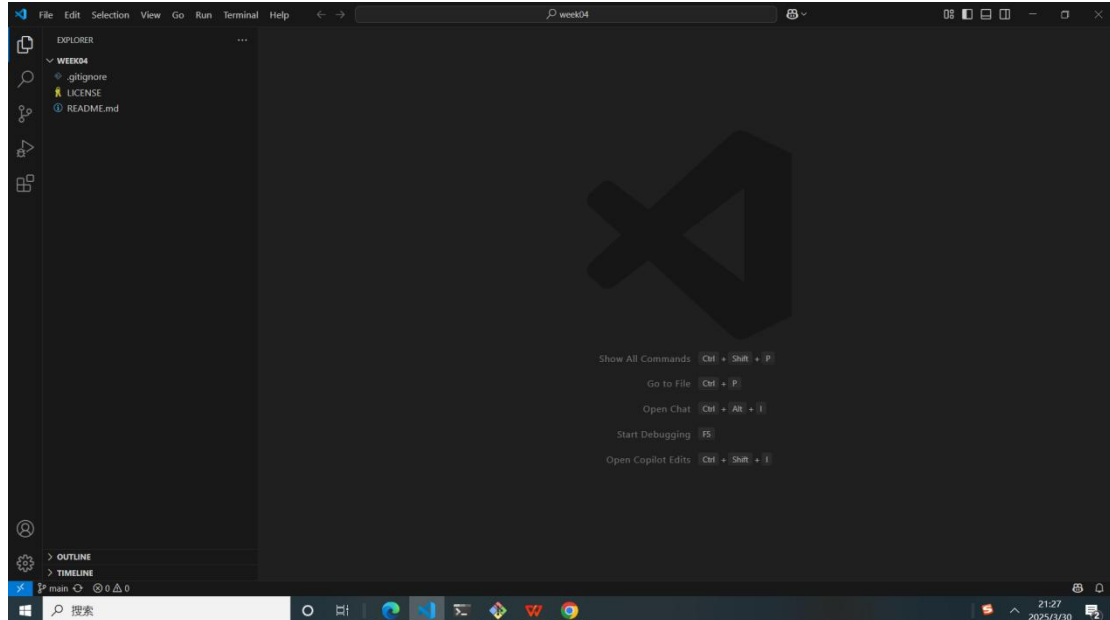 File Edit Selection View Go Run Terminal Help
week04
EXPLORER
WEEK04
.gitignore
LICENSE
README.md
Show All Commands Ctrl + Shift + P
Go to File Ctrl + P
Open Chat Ctrl + Alt + I
Start Debugging F5
Open Copilot Edits Ctrl + Shift + I
OUTLINE
TIMELINE
main 0 0
搜索
21:27
2025/3/30
2